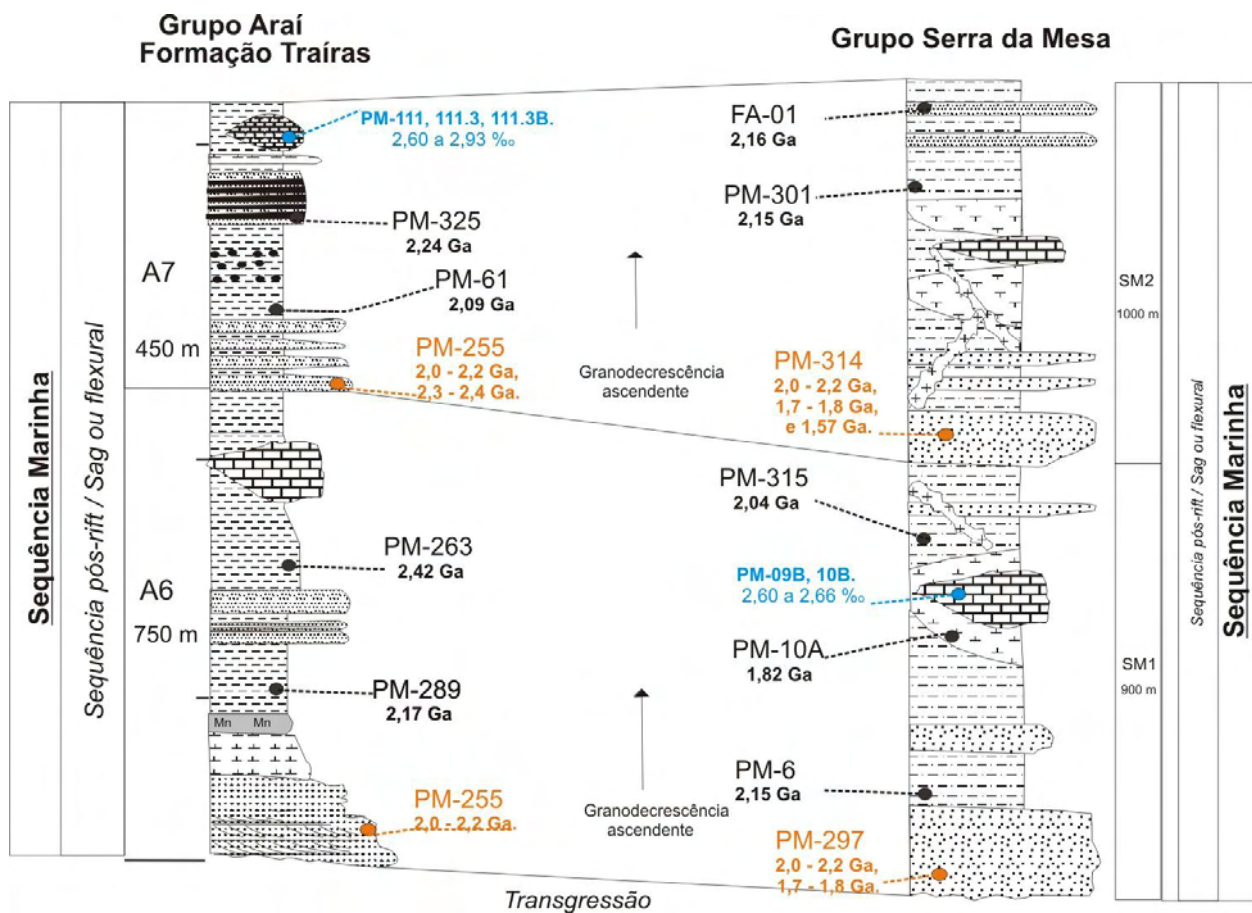 Grupo Araí
Formação Traíras
Grupo Serra da Mesa
Sequência Marinha
Sequência pós-rift / Sag ou flexural
A7
450 m
A6
750 m
PM-111, 111.3, 111.3B.
2,60 a 2,93 ‰
PM-325
2,24 Ga
PM-61
2,09 Ga
PM-255
2,0 - 2,2 Ga,
2,3 - 2,4 Ga.
PM-263
2,42 Ga
PM-289
2,17 Ga
Mn Mn
PM-255
2,0 - 2,2 Ga.
Granodecrescência
ascendente
Granodecrescência
ascendente
Transgressão
FA-01
2,16 Ga
PM-301
2,15 Ga
PM-314
2,0 - 2,2 Ga,
1,7 - 1,8 Ga,
e 1,57 Ga.
PM-315
2,04 Ga
PM-09B, 10B.
2,60 a 2,66 ‰
PM-10A
1,82 Ga
PM-6
2,15 Ga
PM-297
2,0 - 2,2 Ga,
1,7 - 1,8 Ga.
SM2
1000 m
SM1
900 m
Sequência pós-rift / Sag ou flexural
Sequência Marinha